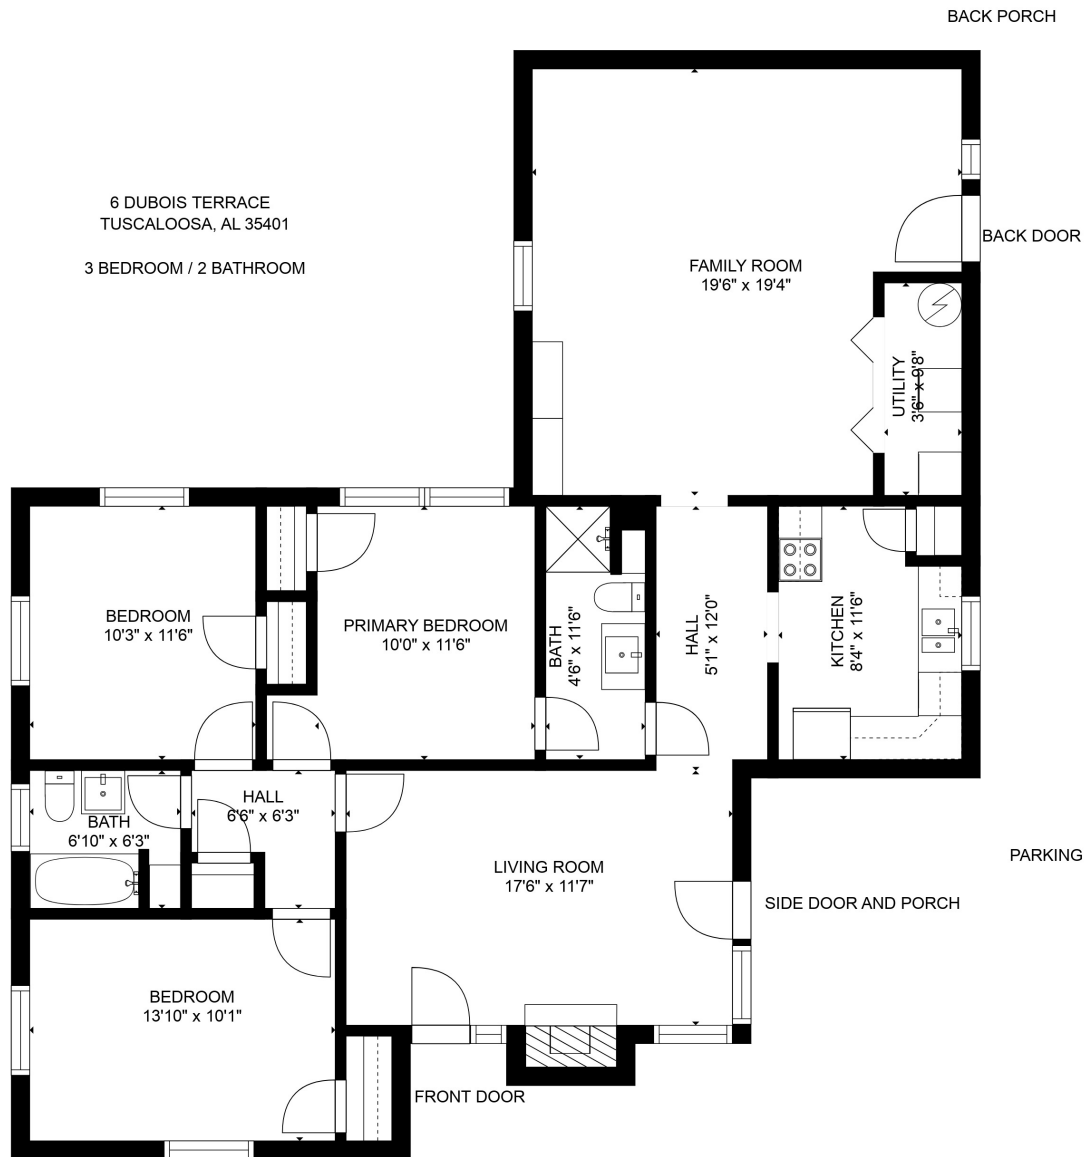 BACK PORCH
6 DUBOIS TERRACE
TUSCALOOSA, AL 35401
3 BEDROOM / 2 BATHROOM
BACK DOOR
FAMILY ROOM
19'6" x 19'4"
UTILITY
3'6" x 9'8"
BEDROOM
10'3" x 11'6"
PRIMARY BEDROOM
10'0" x 11'6"
BATH
4'6" x 11'6"
HALL
5'1" x 12'0"
KITCHEN
8'4" x 11'6"
HALL
6'6" x 6'3"
BATH
6'10" x 6'3"
LIVING ROOM
17'6" x 11'7"
PARKING
SIDE DOOR AND PORCH
BEDROOM
13'10" x 10'1"
FRONT DOOR